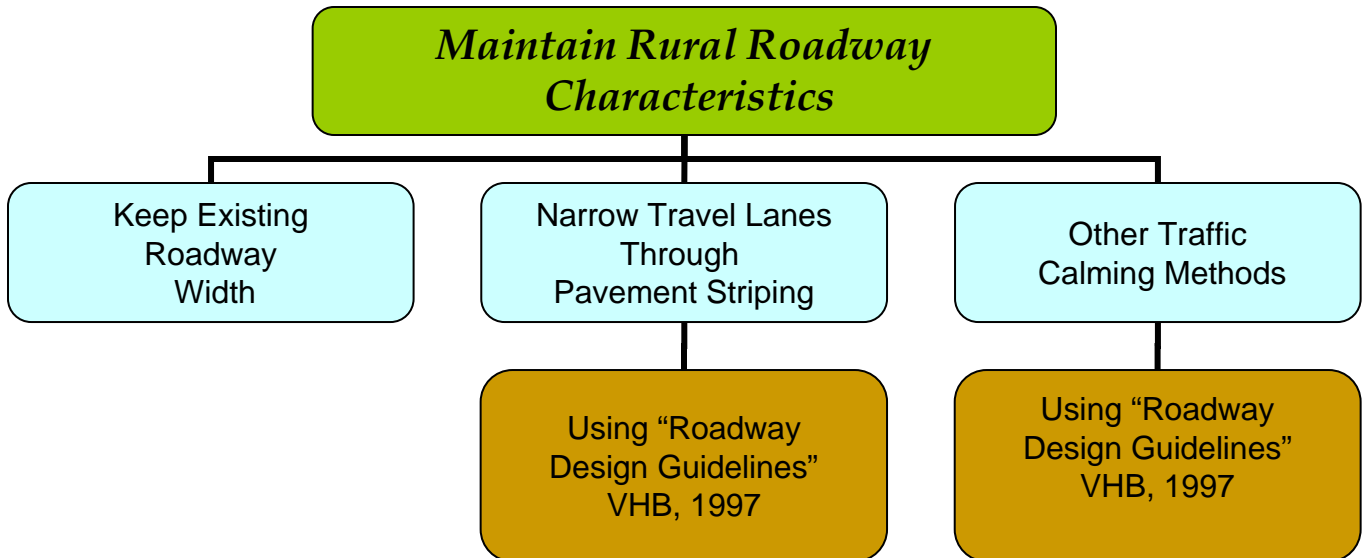 Maintain Rural Roadway
Characteristics
Keep Existing
Roadway
Width
Narrow Travel Lanes
Through
Pavement Striping
Other Traffic
Calming Methods
Using “Roadway
Design Guidelines”
VHB, 1997
Using “Roadway
Design Guidelines”
VHB, 1997